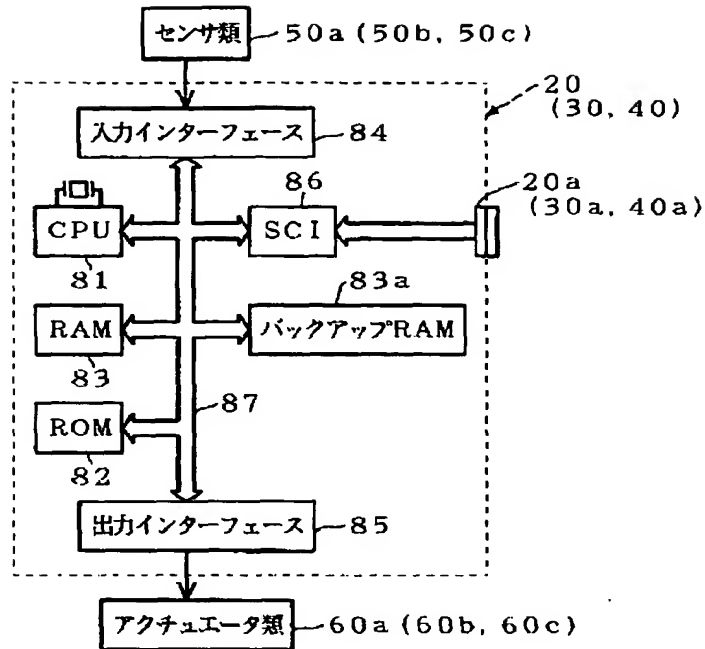 センサ類 50a (50b, 50c)
20
(30, 40)
入力インターフェース 84
20a
(30a, 40a)
86
CPU SCI
81
83a
RAM バックアップRAM
83
87
ROM
82
出力インターフェース 85
アクチュエータ類 60a (60b, 60c)